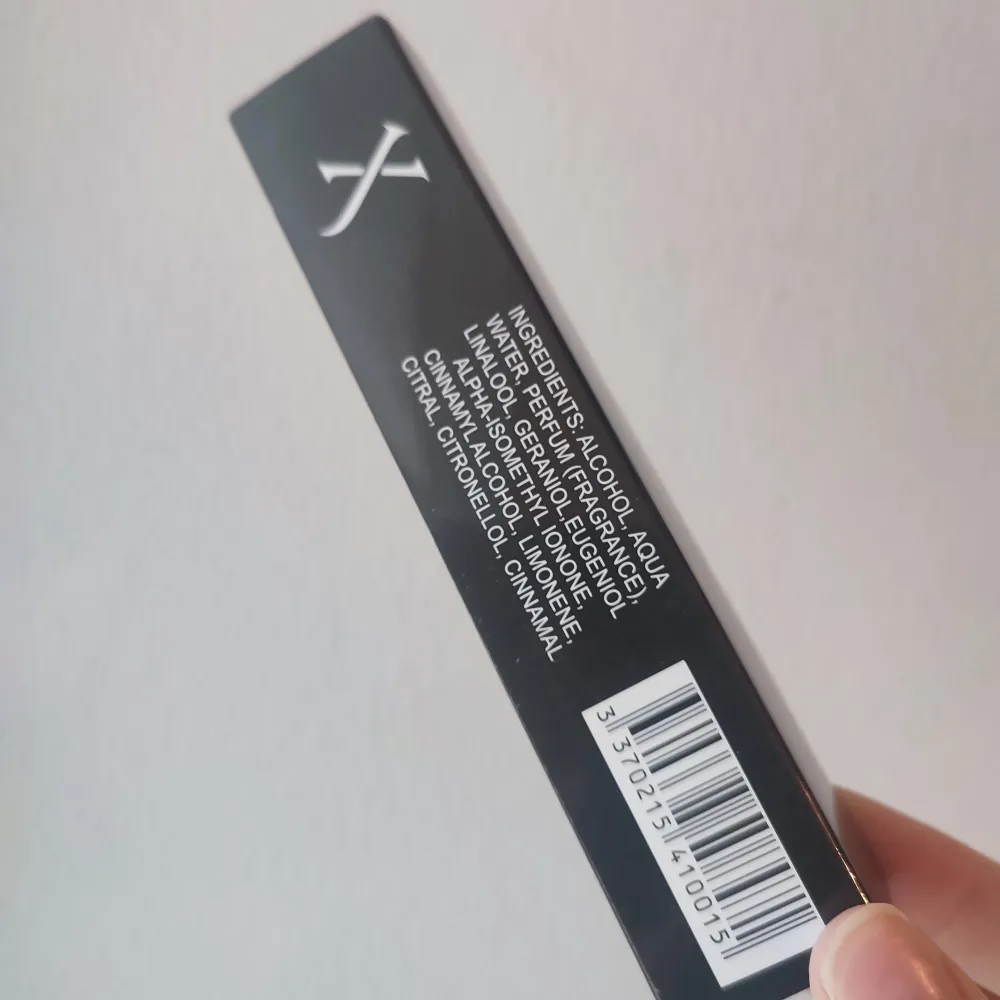 X
INGREDIENTS: ALCOHOL, AQUA
WATER, PERFUM (FRAGRANCE),
LINALOOL, GERANIOL,EUGENIOL
ALPHA-ISOMETHYL IONONE,
CINNAMYL ALCOHOL, LIMONENE,
CITRAL, CITRONELLOL, CINNAMAL
3 370215 410015